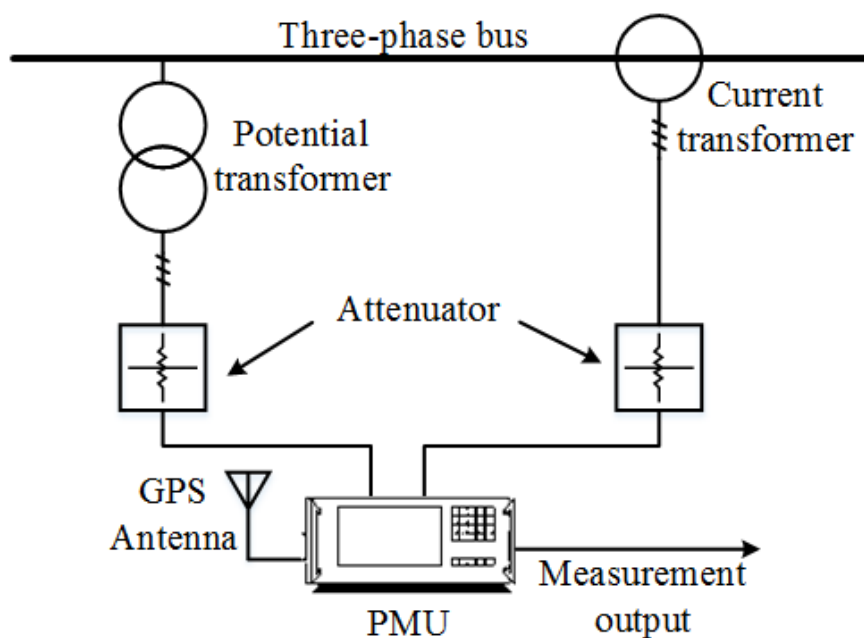 Three-phase bus
Potential
transformer
Current
transformer
Attenuator
GPS
Antenna
PMU
Measurement
output